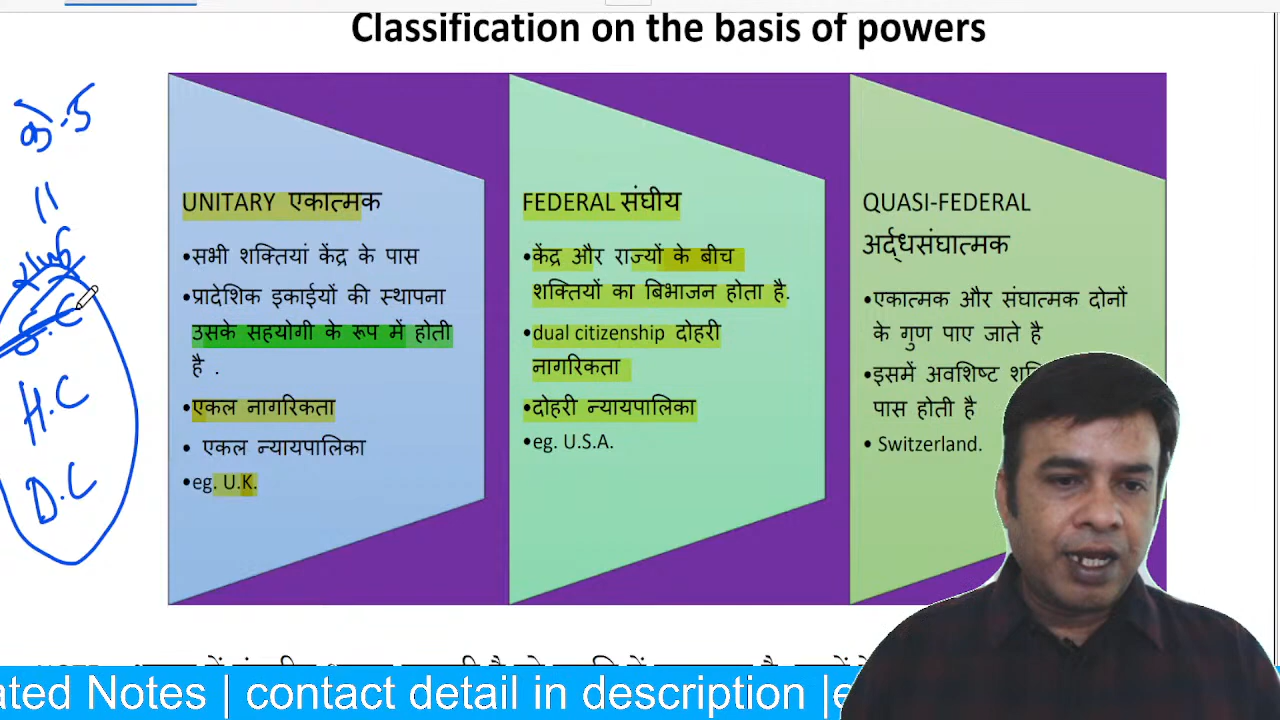 Classification on the basis of powers
UNITARY एकात्मक
•सभी शक्तियां केंद्र के पास
•प्रादेशिक इकाईयों की स्थापना
उसके सहयोगी के रूप में होती
है .
•एकल नागरिकता
• एकल न्यायपालिका
•eg. U.K.
FEDERAL संघीय
•केंद्र और राज्यों के बीच
शक्तियों का बिभाजन होता है.
•dual citizenship दोहरी
नागरिकता
•दोहरी न्यायपालिका
•eg. U.S.A.
QUASI-FEDERAL
अर्द्धसंघात्मक
•एकात्मक और संघात्मक दोनों
के गुण पाए जाते है
•इसमें अवशिष्ट
पास होती है
• Switzerland.
S.C
H.C
D.C
ated Notes | contact detail in description |